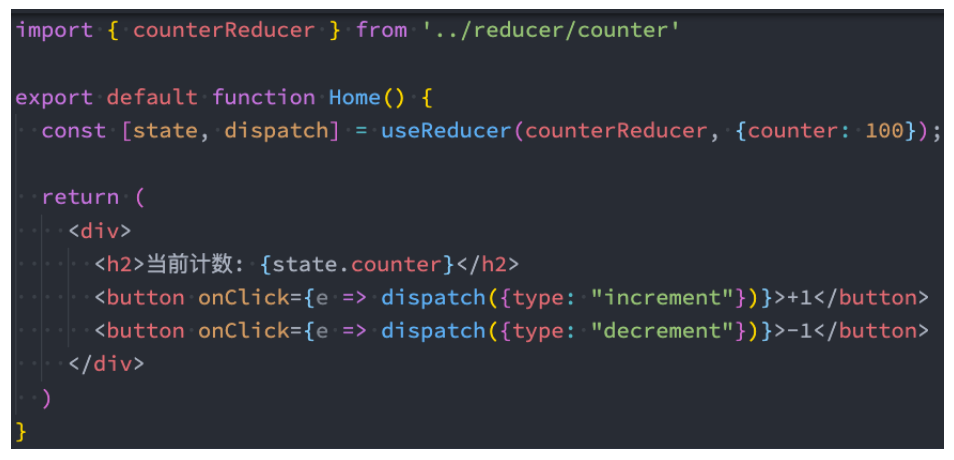 import { counterReducer } from '../reducer/counter'
export default function Home() {
const [state, dispatch] = useReducer(counterReducer, {counter: 100});
return (
<div>
<h2>当前计数: {state.counter}</h2>
<button onClick={e => dispatch({type: "increment"})}>+1</button>
<button onClick={e => dispatch({type: "decrement"})}>-1</button>
</div>
)
}